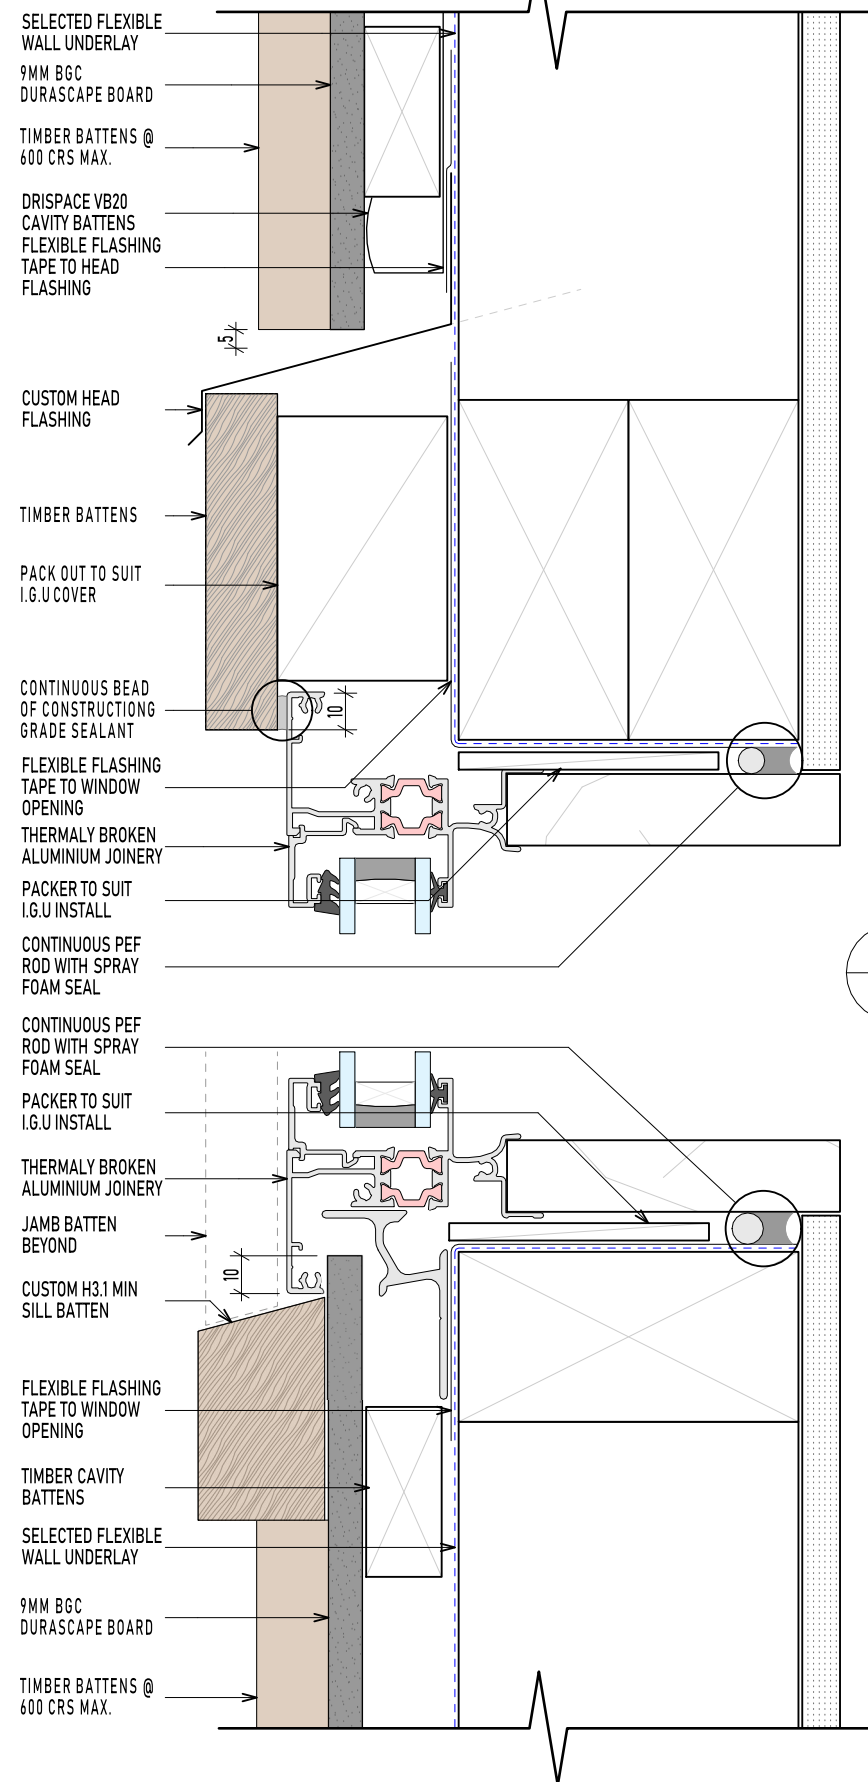 SELECTED FLEXIBLE
WALL UNDERLAY
9MM BGC
DURASCAPE BOARD
TIMBER BATTENS @
600 CRS MAX.
DRISPACE VB20
CAVITY BATTENS
FLEXIBLE FLASHING
TAPE TO HEAD
FLASHING
5
CUSTOM HEAD
FLASHING
TIMBER BATTENS
PACK OUT TO SUIT
I.G.U COVER
CONTINUOUS BEAD
OF CONSTRUCTIONG
GRADE SEALANT
10
FLEXIBLE FLASHING
TAPE TO WINDOW
OPENING
THERMALY BROKEN
ALUMINIUM JOINERY
PACKER TO SUIT
I.G.U INSTALL
CONTINUOUS PEF
ROD WITH SPRAY
FOAM SEAL
CONTINUOUS PEF
ROD WITH SPRAY
FOAM SEAL
PACKER TO SUIT
I.G.U INSTALL
THERMALY BROKEN
ALUMINIUM JOINERY
JAMB BATTEN
BEYOND
10
CUSTOM H3.1 MIN
SILL BATTEN
FLEXIBLE FLASHING
TAPE TO WINDOW
OPENING
TIMBER CAVITY
BATTENS
SELECTED FLEXIBLE
WALL UNDERLAY
9MM BGC
DURASCAPE BOARD
TIMBER BATTENS @
600 CRS MAX.